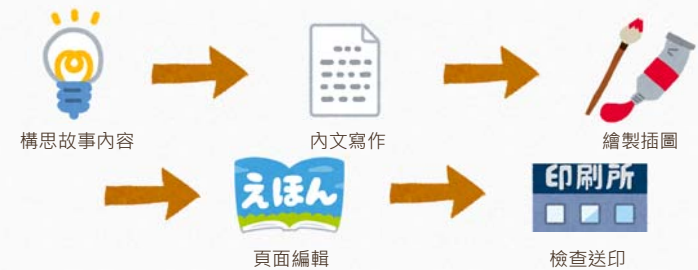 構思故事內容
內文寫作
繪製插圖
えほん
頁面編輯
印刷所
檢查送印